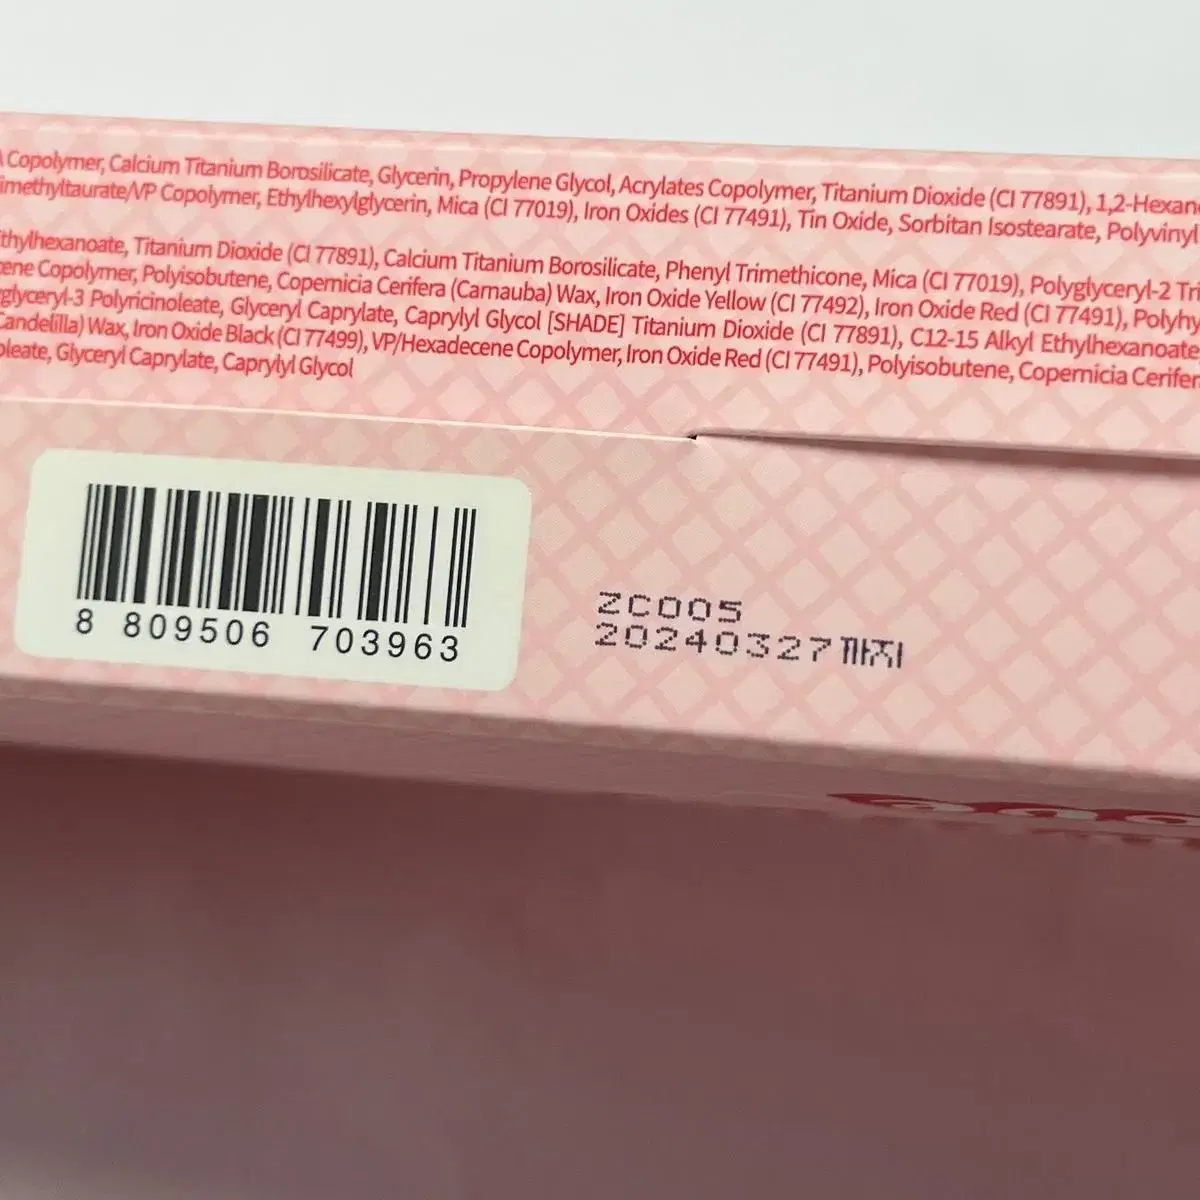 Copolymer, Calcium Titanium Borosilicate, Glycerin, Propylene Glycol, Acrylates Copolymer, Titanium Dioxide (CI 77891), 1,2-Hexan
imethyltaurate/VP Copolymer, Ethylhexylglycerin, Mica (CI 77019), Iron Oxides (CI 77491), Tin Oxide, Sorbitan Isostearate, Polyvinyl
thylhexanoate, Titanium Dioxide (CI 77891), Calcium Titanium Borosilicate, Phenyl Trimethicone, Mica (CI 77019), Polyglyceryl-2 Tri
ene Copolymer, Polyisobutene, Copernicia Cerifera (Carnauba) Wax, Iron Oxide Yellow (CI 77492), Iron Oxide Red (CI 77491), Polyhy
glyceryl-3 Polyricinoleate, Glyceryl Caprylate, Caprylyl Glycol [SHADE] Titanium Dioxide (CI 77891), C12-15 Alkyl Ethylhexanoate
Candelilla) Wax, Iron Oxide Black (CI 77499), VP/Hexadecene Copolymer, Iron Oxide Red (CI 77491), Polyisobutene, Copernicia Cerifer
oleate, Glyceryl Caprylate, Caprylyl Glycol
8 809506 703963
ZC005
20240327까지